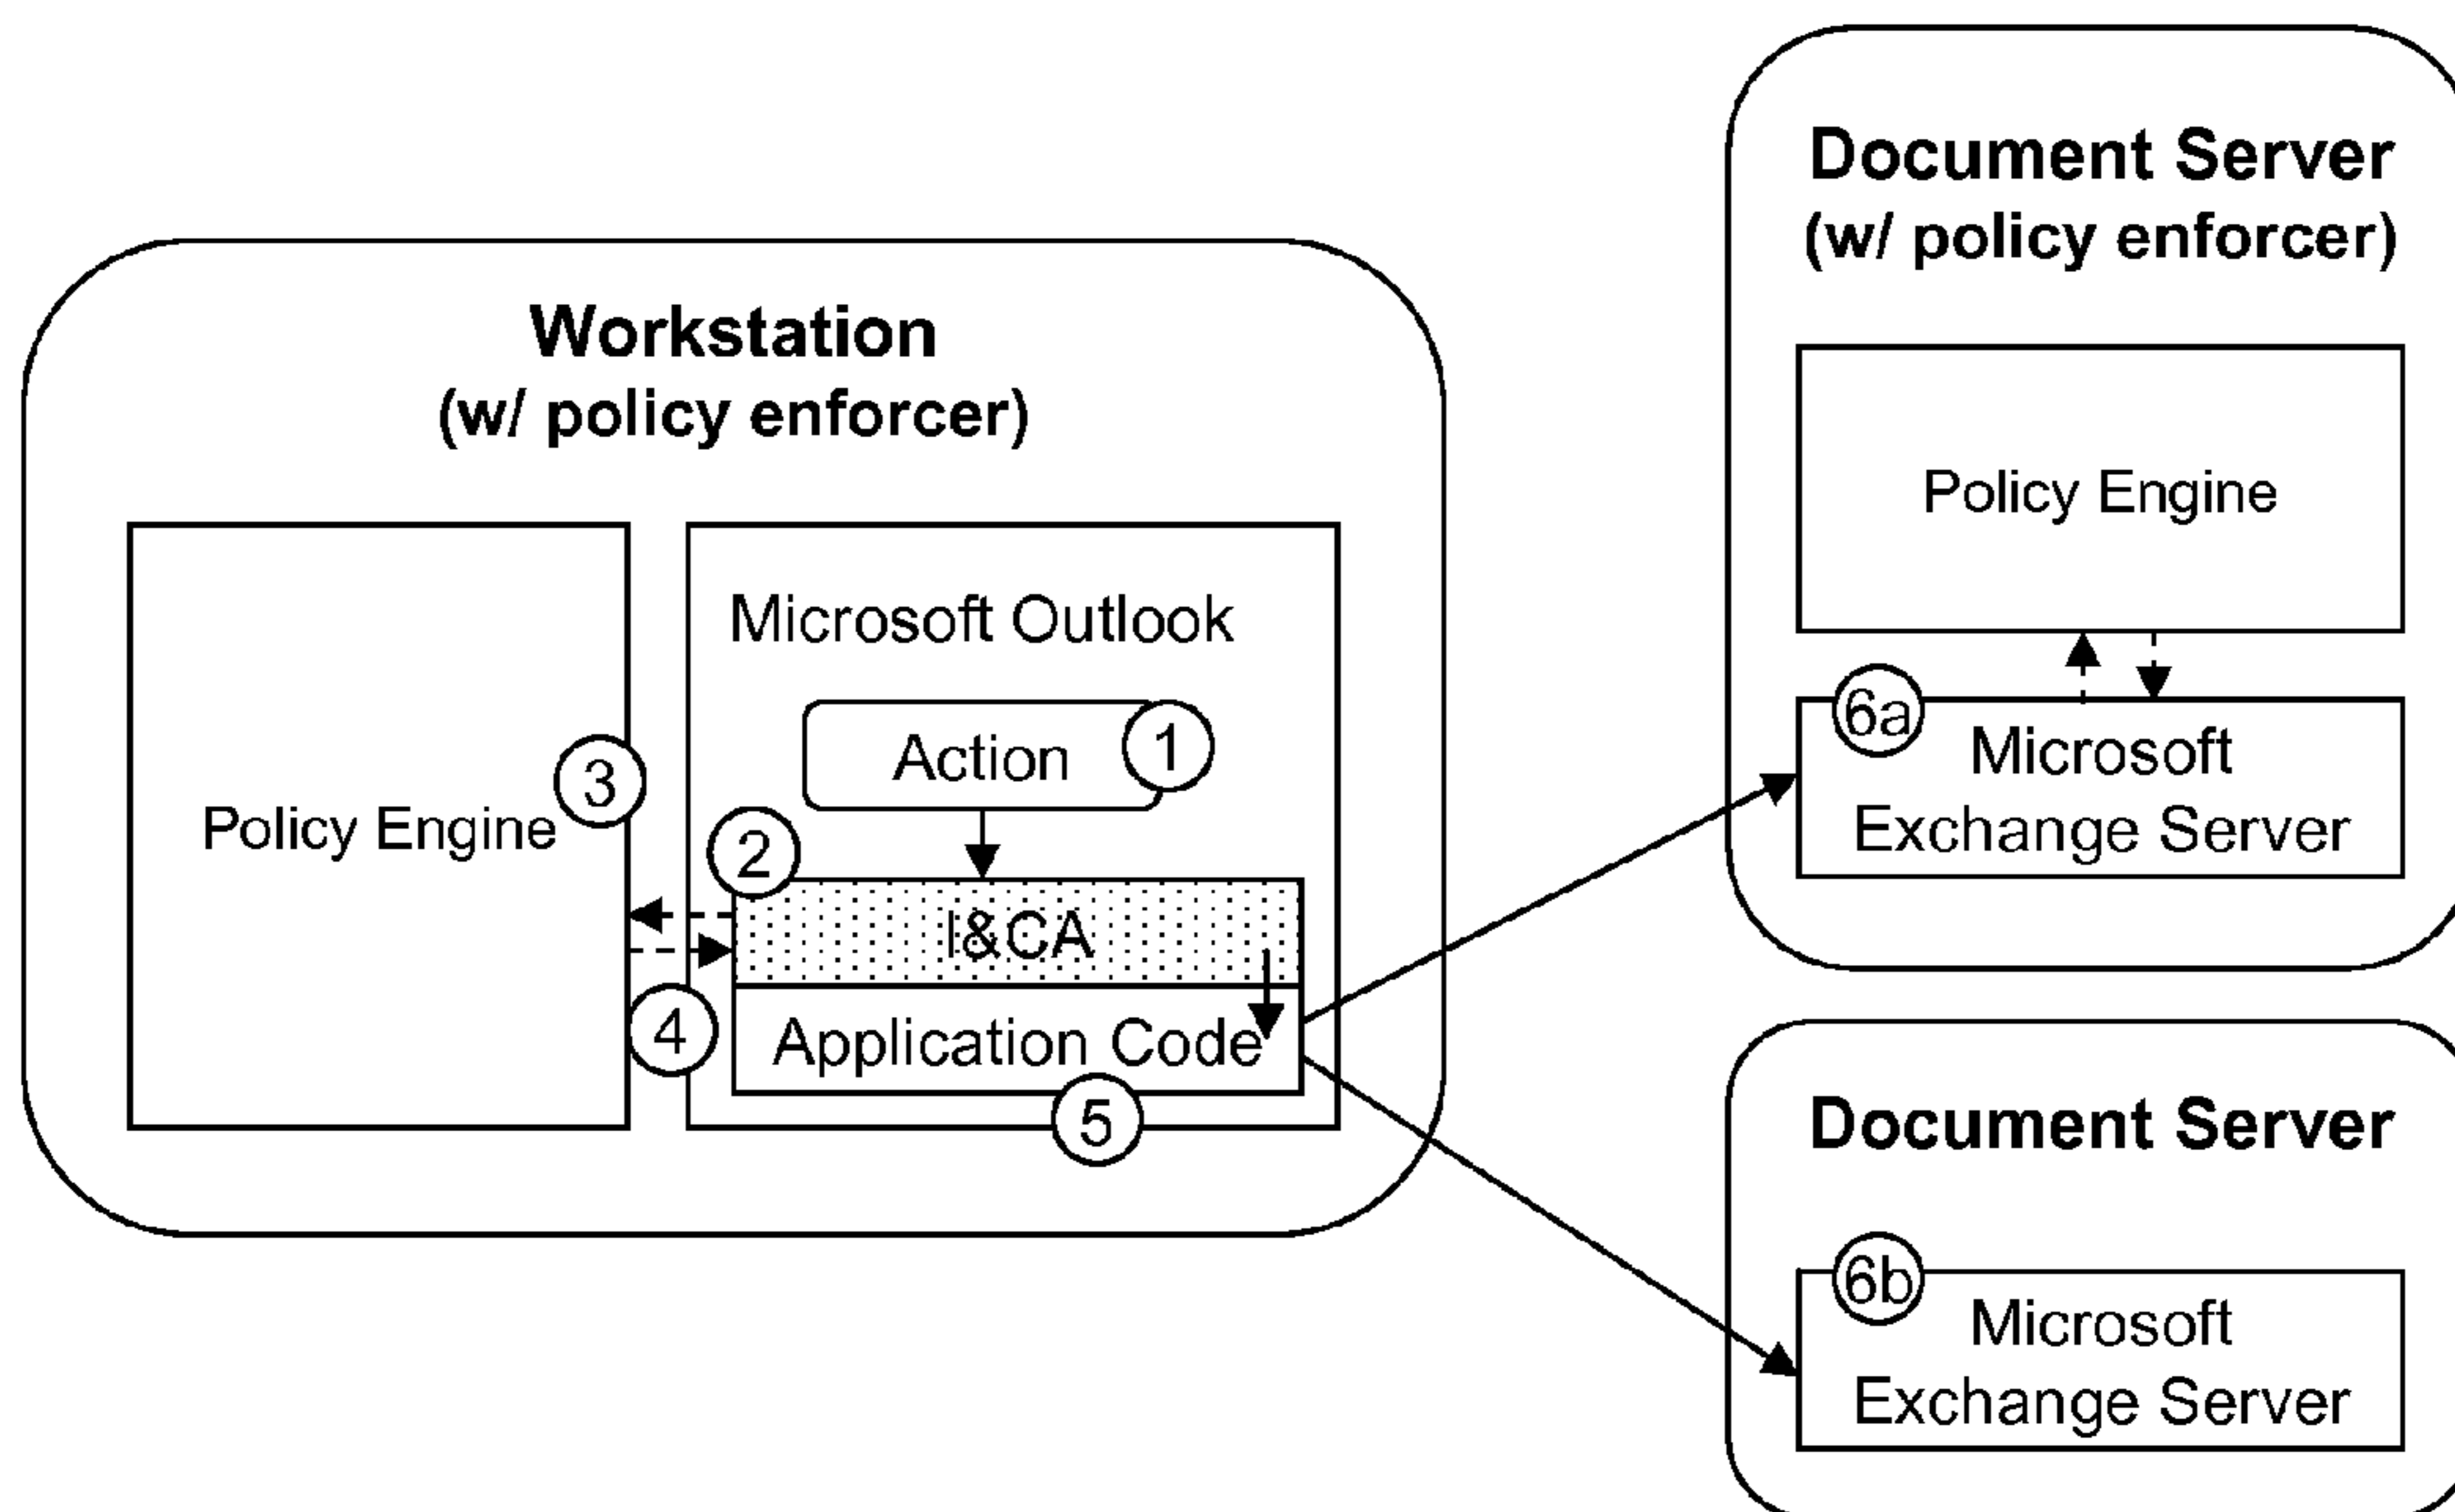 Workstation
(w/ policy enforcer)
Policy Engine
3
Microsoft Outlook
Action
1
2
I&CA
4
Application Code
5
Document Server
(w/ policy enforcer)
Policy Engine
6a
Microsoft
Exchange Server
Document Server
6b
Microsoft
Exchange Server